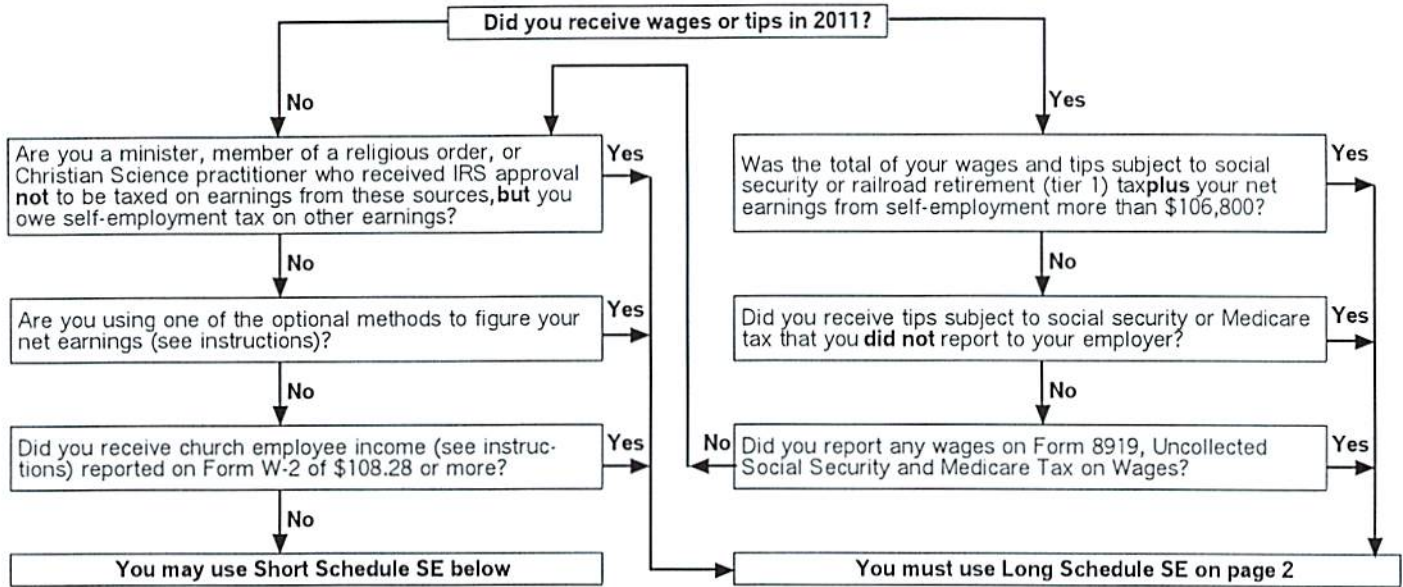 Did you receive wages or tips in 2011?
No
Yes
Are you a minister, member of a religious order, or
Christian Science practitioner who received IRS approval
not to be taxed on earnings from these sources, but you
owe self-employment tax on other earnings?
Yes
Was the total of your wages and tips subject to social
security or railroad retirement (tier 1) taxplus your net
earnings from self-employment more than $106,800?
Yes
No
No
Are you using one of the optional methods to figure your
net earnings (see instructions)?
Yes
Did you receive tips subject to social security or Medicare
tax that you did not report to your employer?
Yes
No
No
Did you receive church employee income (see instruc-
tions) reported on Form W-2 of $108.28 or more?
Yes
No
Did you report any wages on Form 8919, Uncollected
Social Security and Medicare Tax on Wages?
Yes
No
You may use Short Schedule SE below
You must use Long Schedule SE on page 2